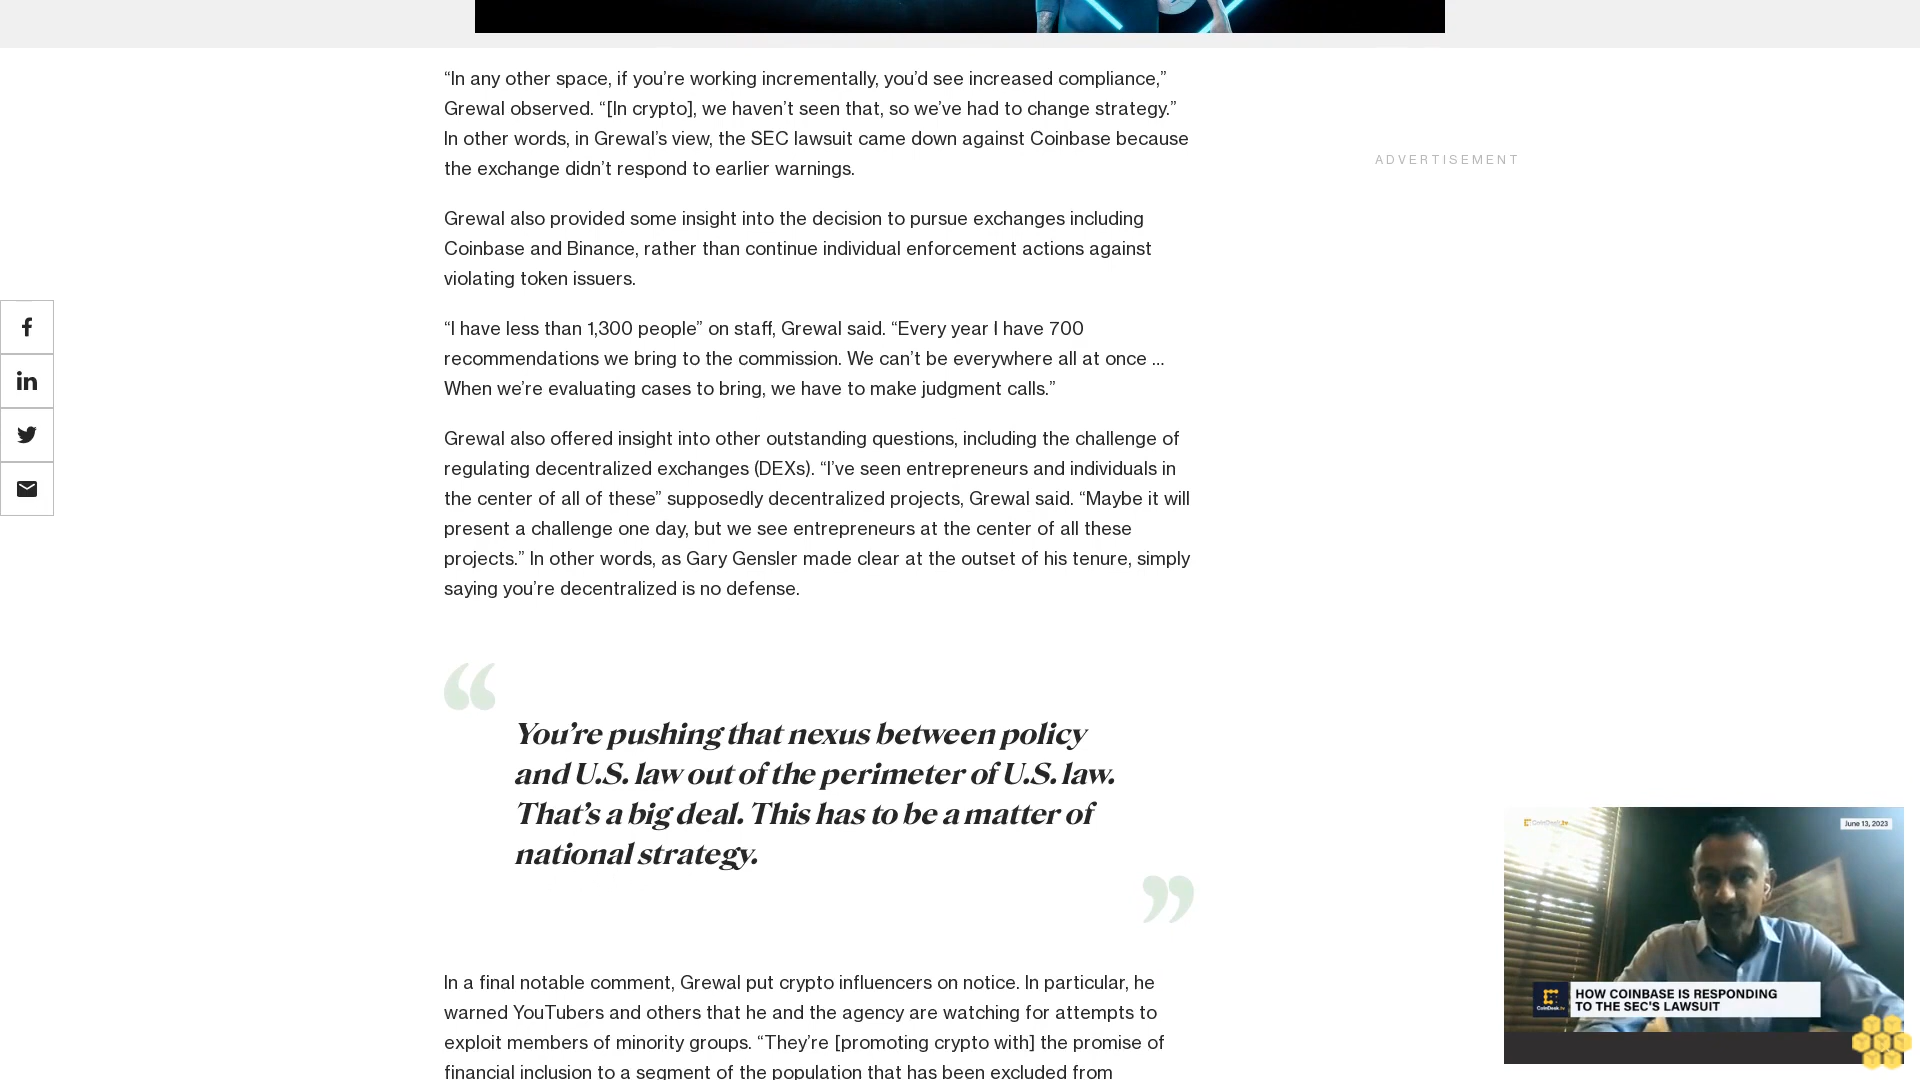 “In any other space, if you’re working incrementally, you’d see increased compliance,”
Grewal observed. “[In crypto], we haven’t seen that, so we’ve had to change strategy.”
In other words, in Grewal’s view, the SEC lawsuit came down against Coinbase because
the exchange didn’t respond to earlier warnings.
ADVERTISEMENT
Grewal also provided some insight into the decision to pursue exchanges including
Coinbase and Binance, rather than continue individual enforcement actions against
violating token issuers.
“I have less than 1,300 people” on staff, Grewal said. “Every year I have 700
recommendations we bring to the commission. We can’t be everywhere all at once …
When we’re evaluating cases to bring, we have to make judgment calls.”
Grewal also offered insight into other outstanding questions, including the challenge of
regulating decentralized exchanges (DEXs). “I’ve seen entrepreneurs and individuals in
the center of all of these” supposedly decentralized projects, Grewal said. “Maybe it will
present a challenge one day, but we see entrepreneurs at the center of all these
projects.” In other words, as Gary Gensler made clear at the outset of his tenure, simply
saying you’re decentralized is no defense.
“
You’re pushing that nexus between policy
and U.S. law out of the perimeter of U.S. law.
That’s a big deal. This has to be a matter of
national strategy.
”
In a final notable comment, Grewal put crypto influencers on notice. In particular, he
warned YouTubers and others that he and the agency are watching for attempts to
exploit members of minority groups. “They’re [promoting crypto with] the promise of
financial inclusion to a segment of the population that has been excluded from
CoinDesk.tv
June 13, 2023
CoinDesk.tv
HOW COINBASE IS RESPONDING
TO THE SEC'S LAWSUIT